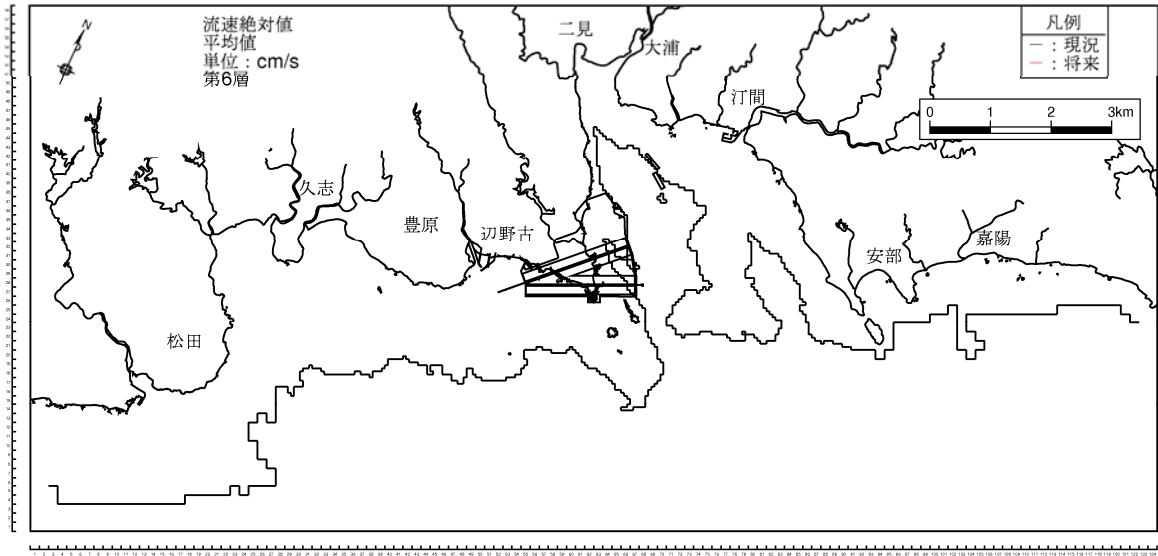 流速絶対値
平均値
単位：cm/s
第6層
N
凡例
－：現況
－：将来
0 1 2 3km
二見
大浦
汀間
久志
豊原
辺野古
安部
嘉陽
松田